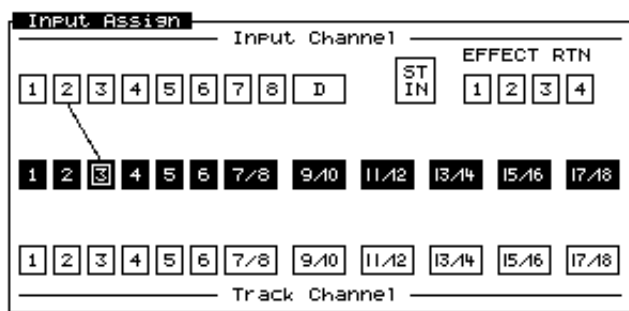 Input Assign
Input Channel
EFFECT RTN
1 2 3 4 5 6 7 8 D ST IN 1 2 3 4
1 2 3 4 5 6 7/8 9/10 11/12 13/14 15/16 17/18
1 2 3 4 5 6 7/8 9/10 11/12 13/14 15/16 17/18
Track Channel